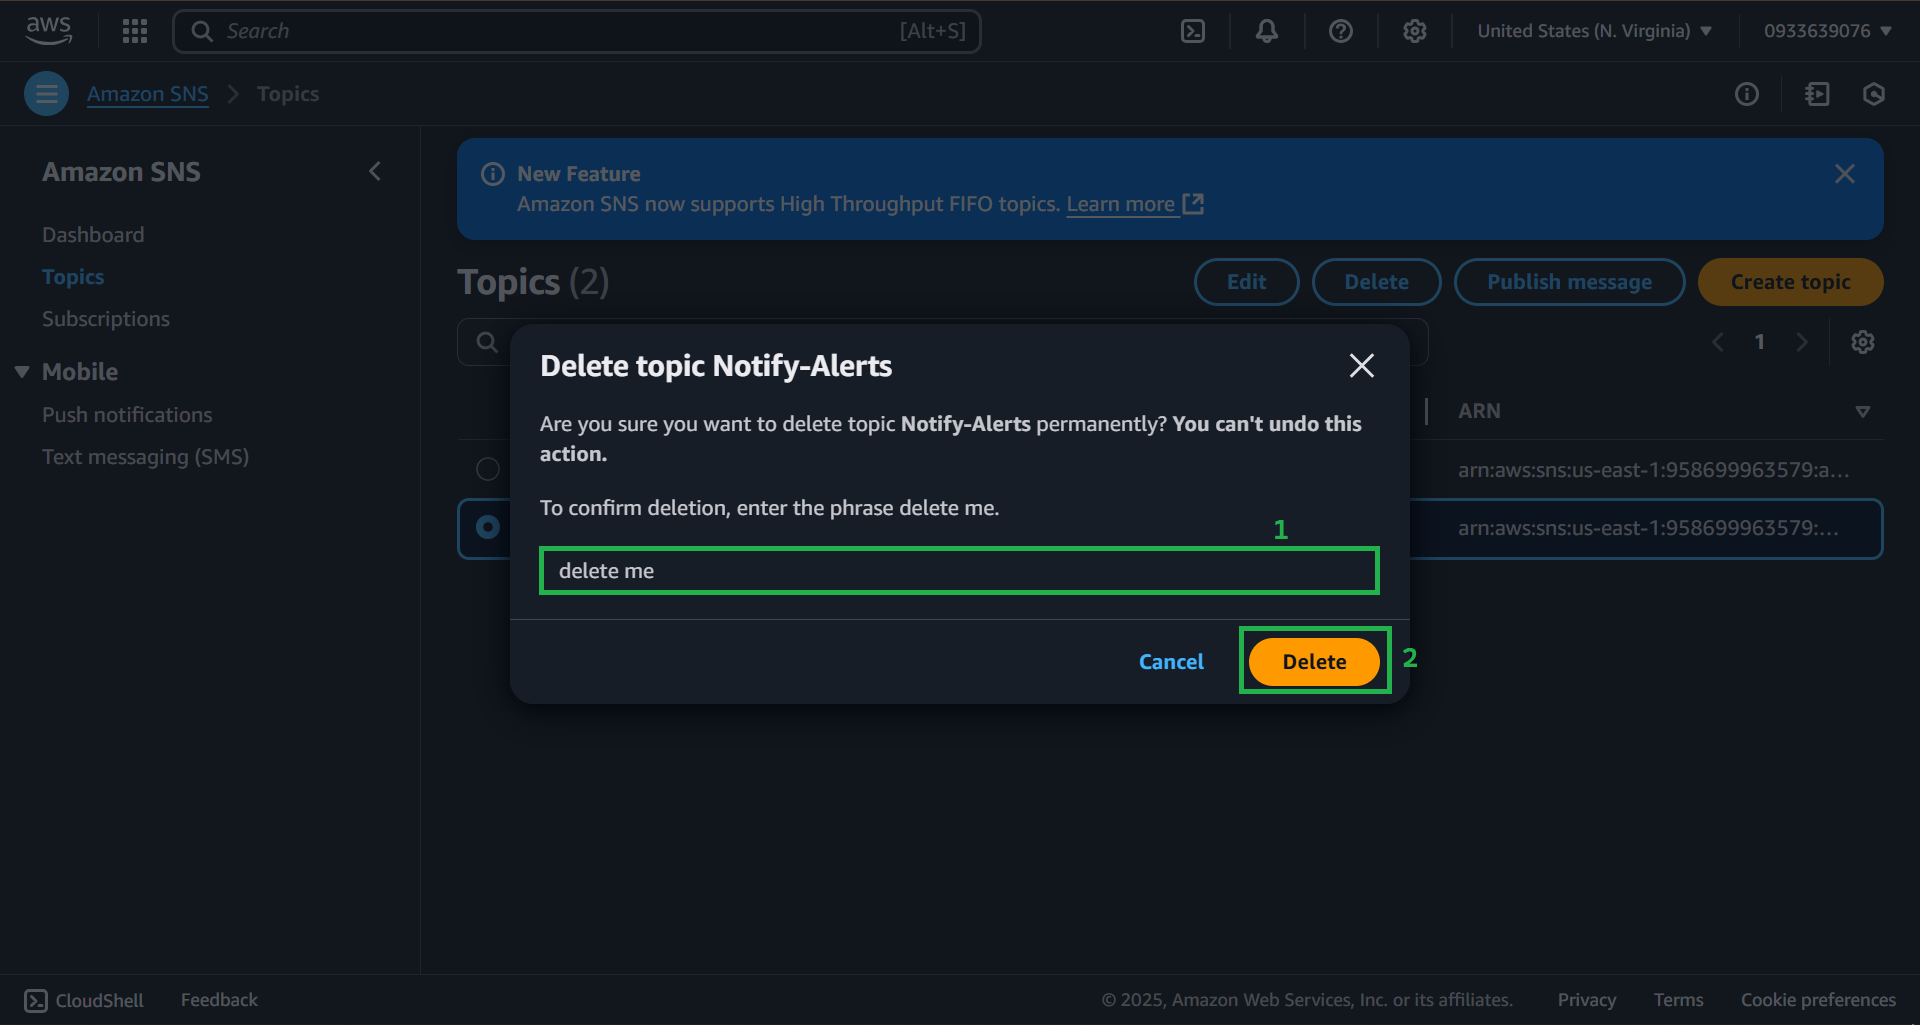 aws
Search
[Alt+S]
United States (N. Virginia)
0933639076
Amazon SNS
Topics
Amazon SNS
Dashboard
Topics
Subscriptions
Mobile
Push notifications
Text messaging (SMS)
New Feature
Amazon SNS now supports High Throughput FIFO topics. Learn more
Topics (2)
Edit
Delete
Publish message
Create topic
1
ARN
arn:aws:sns:us-east-1:958699963579:a...
arn:aws:sns:us-east-1:958699963579:...
Delete topic Notify-Alerts
Are you sure you want to delete topic Notify-Alerts permanently? You can't undo this
action.
To confirm deletion, enter the phrase delete me.
1
delete me
Cancel
Delete
2
CloudShell
Feedback
© 2025, Amazon Web Services, Inc. or its affiliates.
Privacy
Terms
Cookie preferences